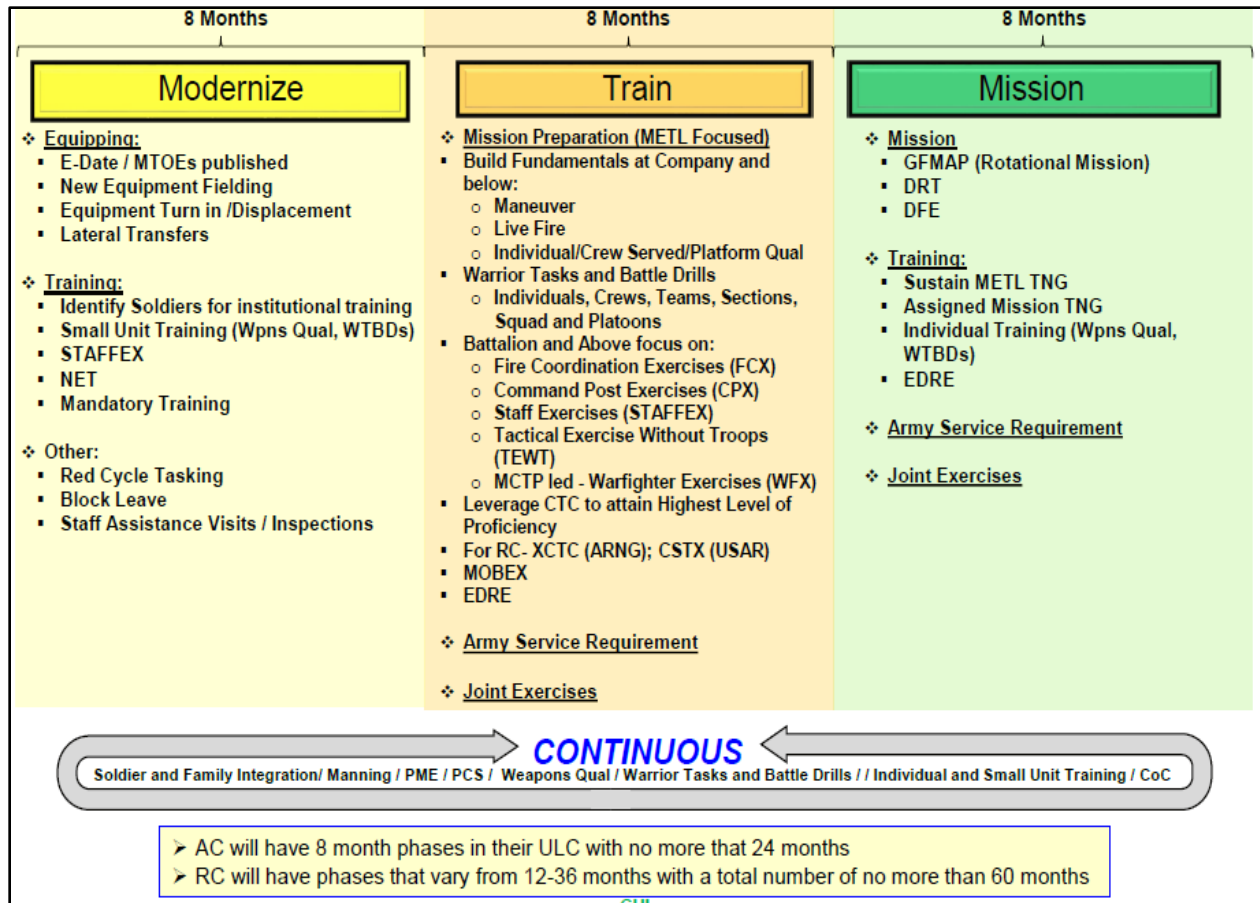 8 Months
8 Months
8 Months
Modernize
❖ Equipping:
▪ E-Date / MTOEs published
▪ New Equipment Fielding
▪ Equipment Turn in /Displacement
▪ Lateral Transfers
❖ Training:
▪ Identify Soldiers for institutional training
▪ Small Unit Training (Wpns Qual, WTBDs)
▪ STAFFEX
▪ NET
▪ Mandatory Training
❖ Other:
▪ Red Cycle Tasking
▪ Block Leave
▪ Staff Assistance Visits / Inspections
Train
❖ Mission Preparation (METL Focused)
▪ Build Fundamentals at Company and
below:
o Maneuver
o Live Fire
o Individual/Crew Served/Platform Qual
▪ Warrior Tasks and Battle Drills
o Individuals, Crews, Teams, Sections,
Squad and Platoons
▪ Battalion and Above focus on:
o Fire Coordination Exercises (FCX)
o Command Post Exercises (CPX)
o Staff Exercises (STAFFEX)
o Tactical Exercise Without Troops
(TEWT)
o MCTP led - Warfighter Exercises (WFX)
▪ Leverage CTC to attain Highest Level of
Proficiency
▪ For RC- XCTC (ARNG); CSTX (USAR)
▪ MOBEX
▪ EDRE
❖ Army Service Requirement
❖ Joint Exercises
Mission
❖ Mission
▪ GFMAP (Rotational Mission)
▪ DRT
▪ DFE
❖ Training:
▪ Sustain METL TNG
▪ Assigned Mission TNG
▪ Individual Training (Wpns Qual,
WTBDs)
▪ EDRE
❖ Army Service Requirement
❖ Joint Exercises
CONTINUOUS
Soldier and Family Integration/ Manning / PME / PCS / Weapons Qual / Warrior Tasks and Battle Drills / / Individual and Small Unit Training / CoC
➢ AC will have 8 month phases in their ULC with no more that 24 months
➢ RC will have phases that vary from 12-36 months with a total number of no more than 60 months